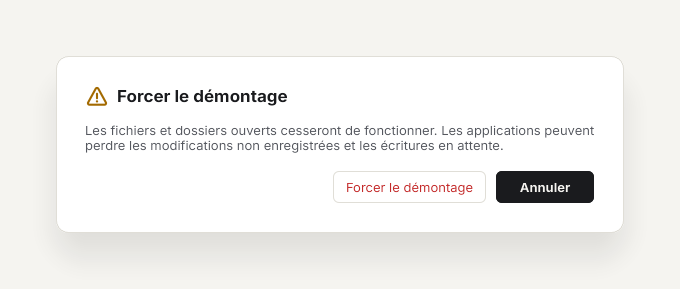 Forcer le démontage
Les fichiers et dossiers ouverts cesseront de fonctionner. Les applications peuvent
perdre les modifications non enregistrées et les écritures en attente.
Forcer le démontage
Annuler